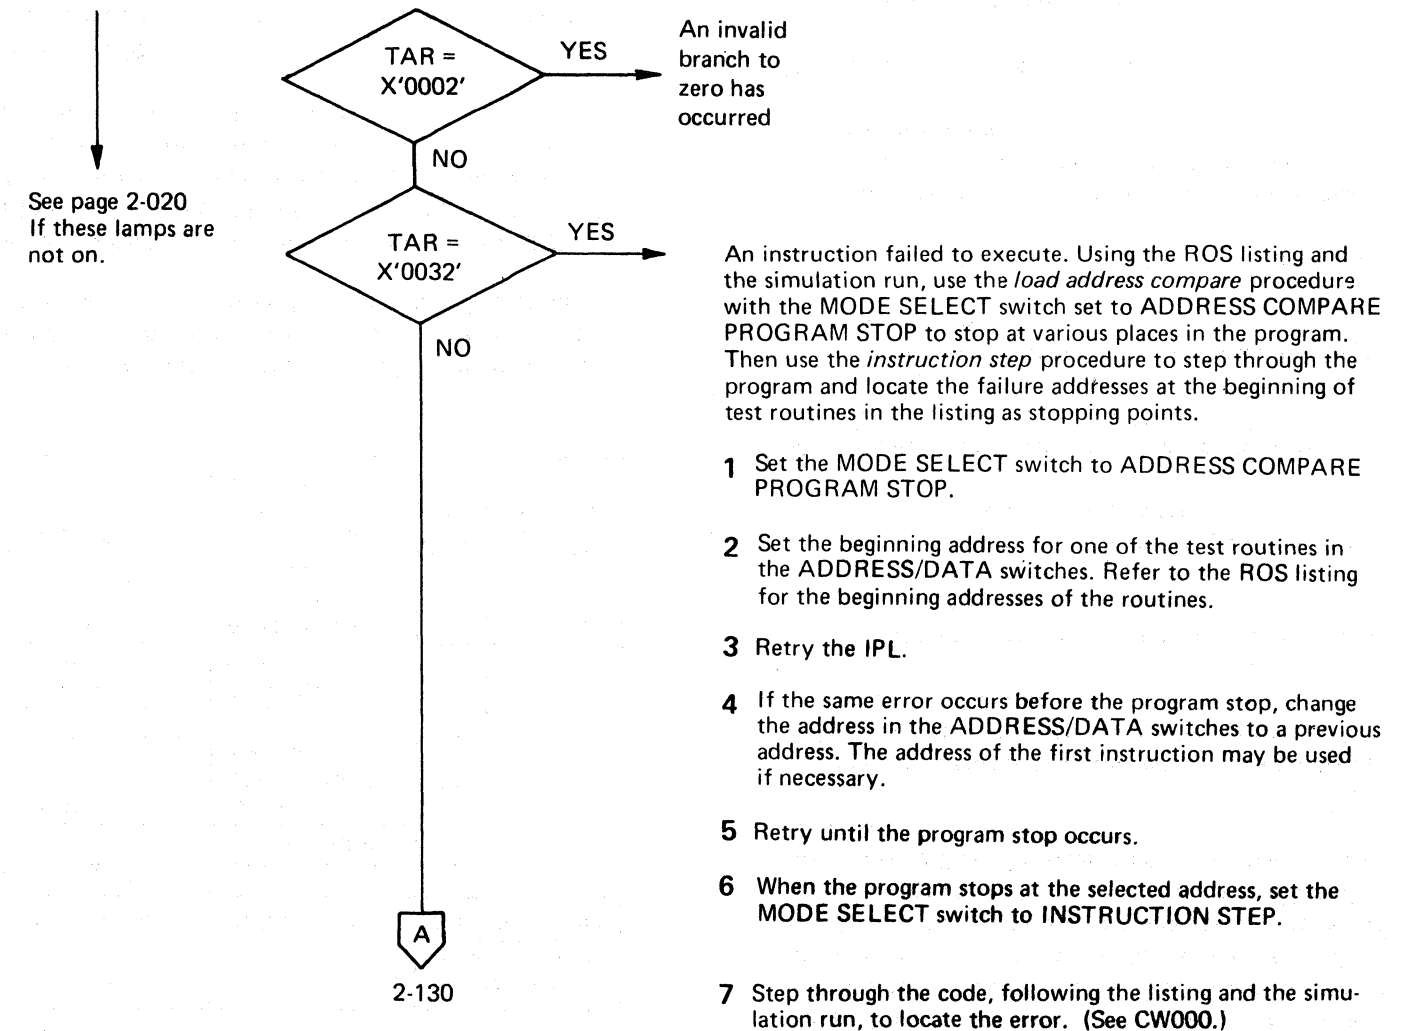 TAR =
X'0002'
YES
An invalid
branch to
zero has
occurred
NO
See page 2-020
If these lamps are
not on.
TAR =
X'0032'
YES
NO
An instruction failed to execute. Using the ROS listing and
the simulation run, use the load address compare procedure
with the MODE SELECT switch set to ADDRESS COMPARE
PROGRAM STOP to stop at various places in the program.
Then use the instruction step procedure to step through the
program and locate the failure addresses at the beginning of
test routines in the listing as stopping points.
1 Set the MODE SELECT switch to ADDRESS COMPARE
PROGRAM STOP.
2 Set the beginning address for one of the test routines in
the ADDRESS/DATA switches. Refer to the ROS listing
for the beginning addresses of the routines.
3 Retry the IPL.
4 If the same error occurs before the program stop, change
the address in the ADDRESS/DATA switches to a previous
address. The address of the first instruction may be used
if necessary.
5 Retry until the program stop occurs.
6 When the program stops at the selected address, set the
MODE SELECT switch to INSTRUCTION STEP.
7 Step through the code, following the listing and the simu-
lation run, to locate the error. (See CW000.)
A
2-130